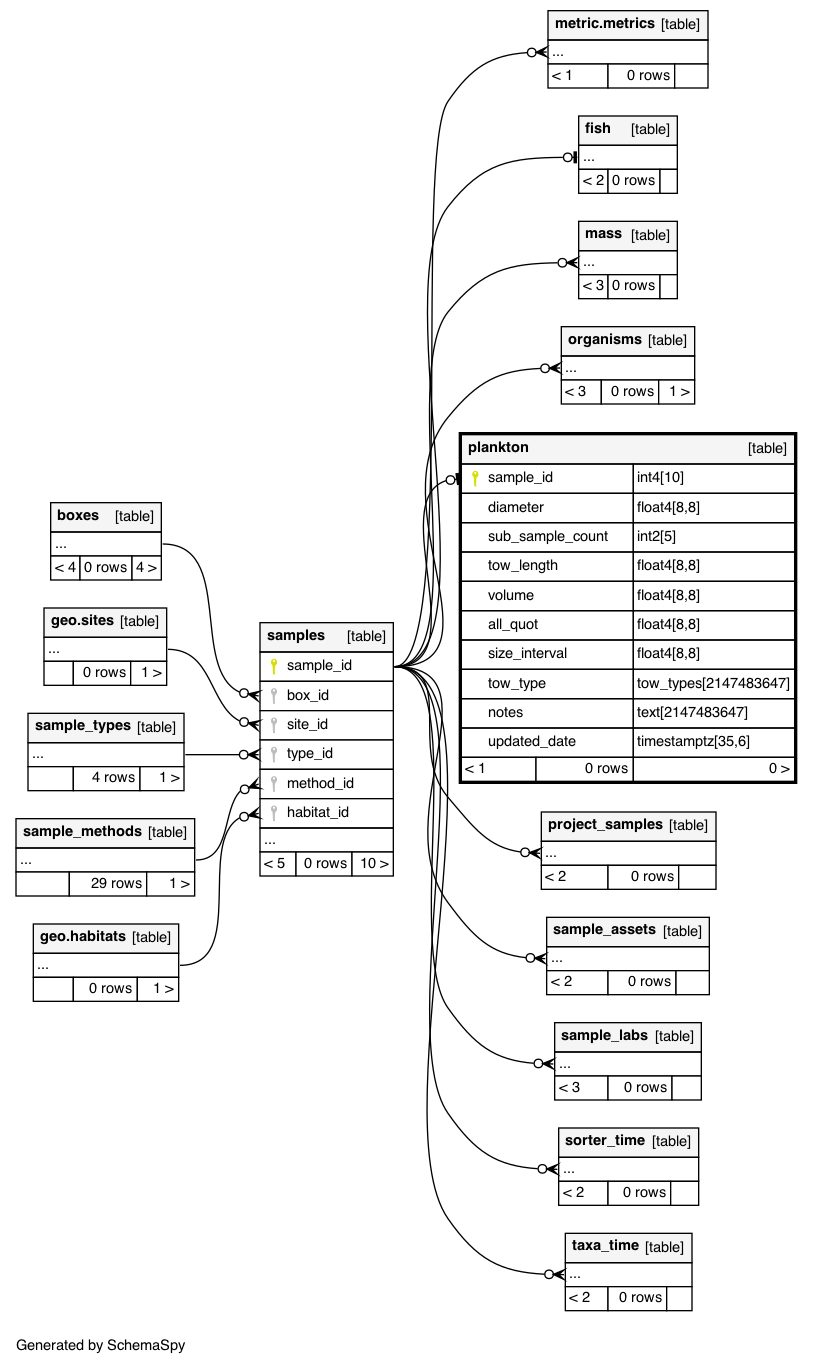 metric.metrics [table]
...
< 1 0 rows
fish [table]
...
< 2 0 rows
mass [table]
...
< 3 0 rows
organisms [table]
...
< 3 0 rows 1 >
plankton [table]
sample_id int4[10]
diameter float4[8,8]
sub_sample_count int2[5]
tow_length float4[8,8]
volume float4[8,8]
all_quot float4[8,8]
size_interval float4[8,8]
tow_type tow_types[2147483647]
notes text[2147483647]
updated_date timestamptz[35,6]
< 1 0 rows 0 >
boxes [table]
...
< 4 0 rows 4 >
geo.sites [table]
...
0 rows 1 >
sample_types [table]
...
4 rows 1 >
sample_methods [table]
...
29 rows 1 >
geo.habitats [table]
...
0 rows 1 >
samples [table]
sample_id
box_id
site_id
type_id
method_id
habitat_id
...
< 5 0 rows 10 >
project_samples [table]
...
< 2 0 rows
sample_assets [table]
...
< 2 0 rows
sample_labs [table]
...
< 3 0 rows
sorter_time [table]
...
< 2 0 rows
taxa_time [table]
...
< 2 0 rows
Generated by SchemaSpy